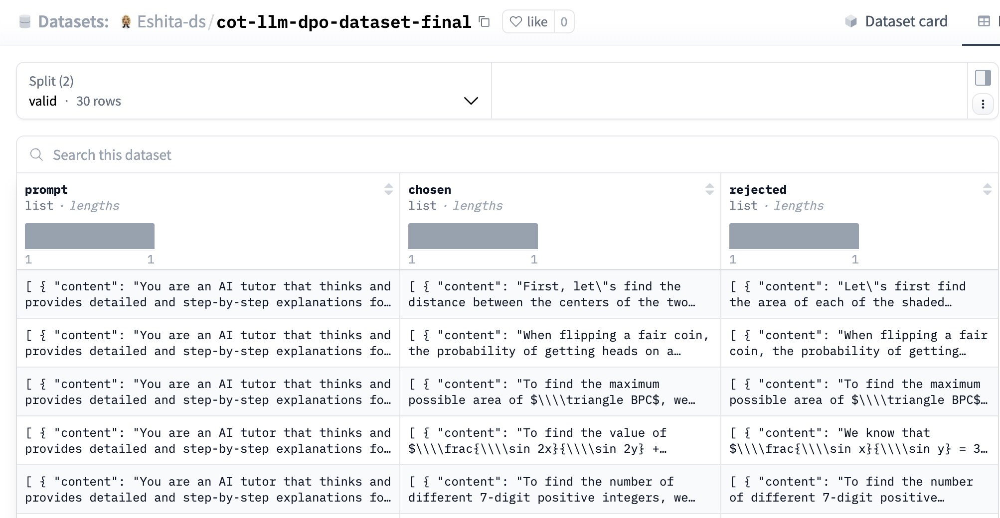 Datasets: Eshita-ds/cot-llm-dpo-dataset-final like 0 Dataset card
Split (2)
valid · 30 rows
Search this dataset
prompt chosen rejected
list · lengths list · lengths list · lengths
1 1 1 1 1 1
[ { "content": "You are an AI tutor that thinks and [ { "content": "First, let\"s find the [ { "content": "Let\"s first find
provides detailed and step-by-step explanations fo… distance between the centers of the two… the area of each of the shaded…
[ { "content": "You are an AI tutor that thinks and [ { "content": "When flipping a fair coin, [ { "content": "When flipping a fair
provides detailed and step-by-step explanations fo… the probability of getting heads on a… coin, the probability of getting…
[ { "content": "You are an AI tutor that thinks and [ { "content": "To find the maximum [ { "content": "To find the maximum
provides detailed and step-by-step explanations fo… possible area of $\\\\triangle BPC$, we… possible area of $\\\\triangle BPC$…
[ { "content": "You are an AI tutor that thinks and [ { "content": "To find the value of [ { "content": "We know that
provides detailed and step-by-step explanations fo… $\\\\frac{\\\\sin 2x}{\\\\sin 2y} +… $\\\\frac{\\\\sin x}{\\\\sin y} = 3…
[ { "content": "You are an AI tutor that thinks and [ { "content": "To find the number of [ { "content": "To find the number
provides detailed and step-by-step explanations fo… different 7-digit positive integers, we… of different 7-digit positive…